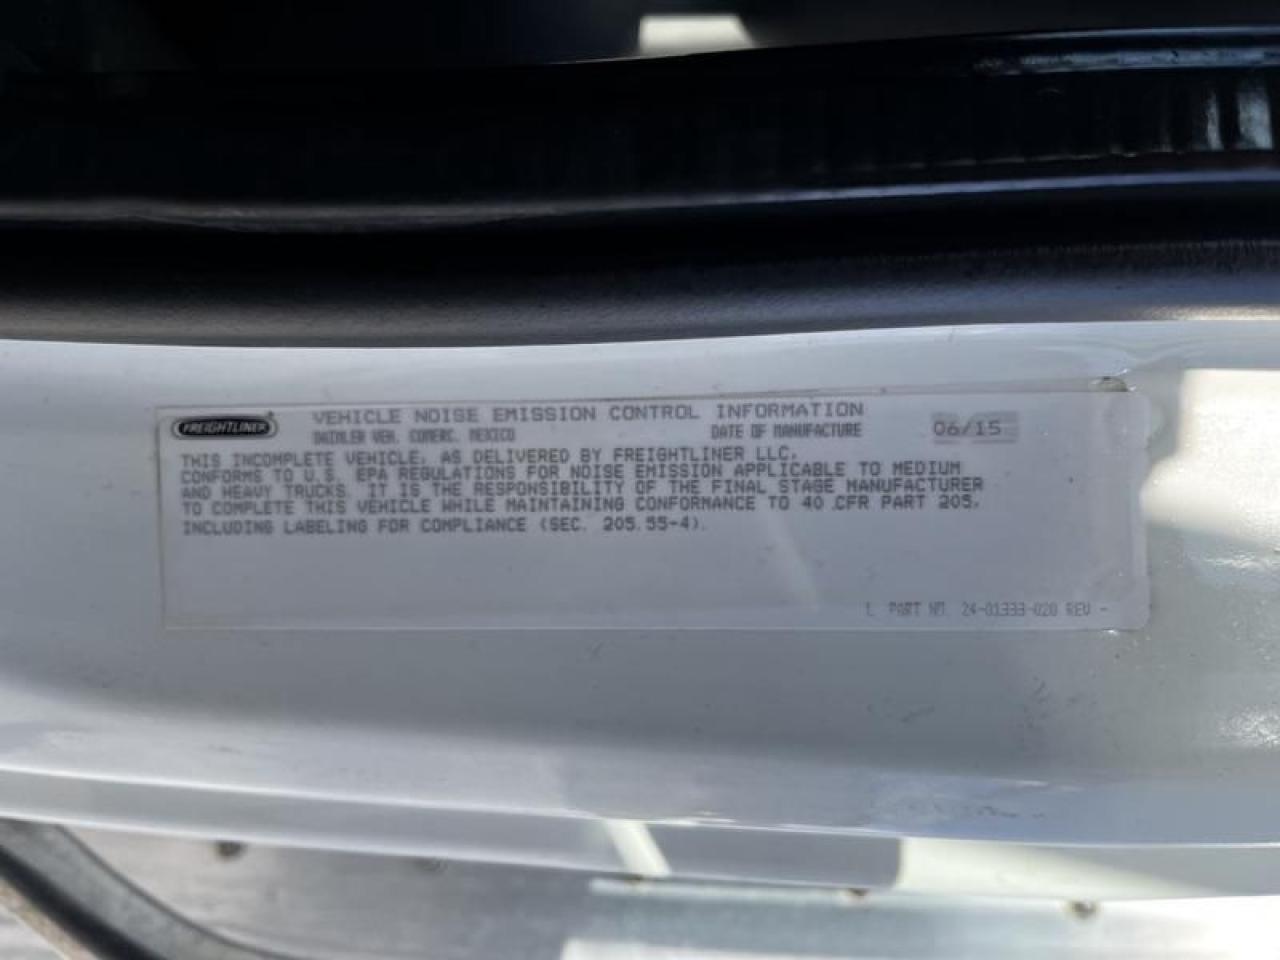 FREIGHTLINER
VEHICLE NOISE EMISSION CONTROL INFORMATION
DAIMLER VEH. COMERC. MEXICO DATE OF MANUFACTURE 06/15
THIS INCOMPLETE VEHICLE, AS DELIVERED BY FREIGHTLINER LLC,
CONFORMS TO U.S. EPA REGULATIONS FOR NOISE EMISSION APPLICABLE TO MEDIUM
AND HEAVY TRUCKS. IT IS THE RESPONSIBILITY OF THE FINAL STAGE MANUFACTURER
TO COMPLETE THIS VEHICLE WHILE MAINTAINING CONFORMANCE TO 40 CFR PART 205,
INCLUDING LABELING FOR COMPLIANCE (SEC. 205.55-4).
PART 24-01333-020 REV -